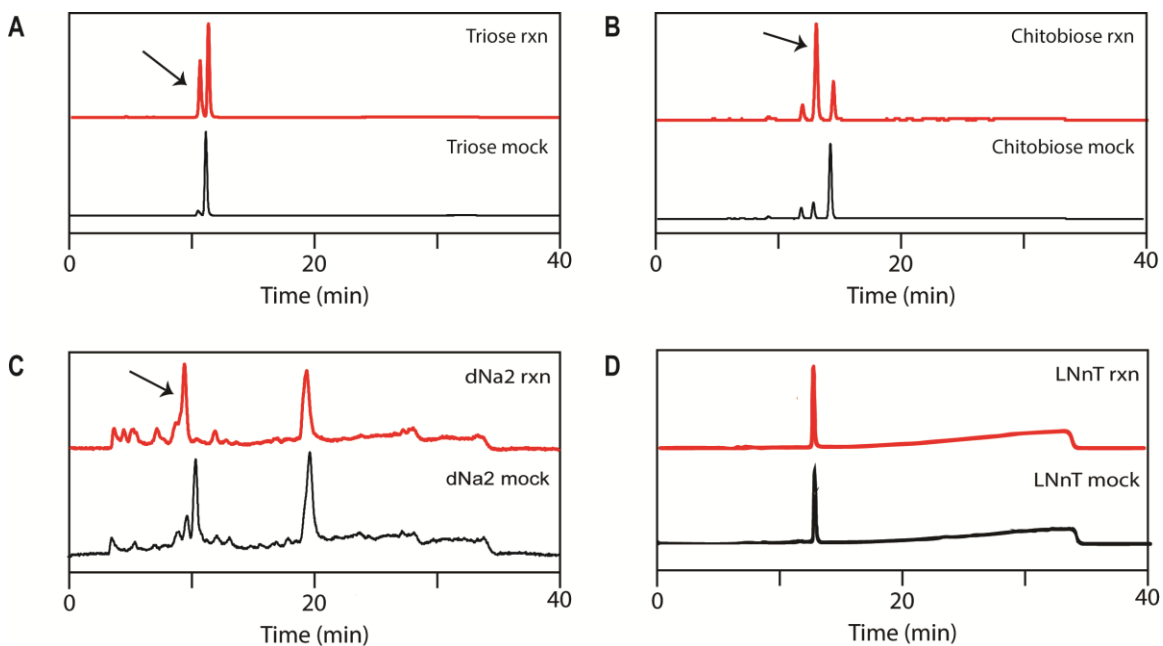 A
Triose rxn
Triose mock
0
20
40
Time (min)
B
Chitobiose rxn
Chitobiose mock
0
20
40
Time (min)
C
dNa2 rxn
dNa2 mock
0
20
40
Time (min)
D
LNnT rxn
LNnT mock
0
20
40
Time (min)